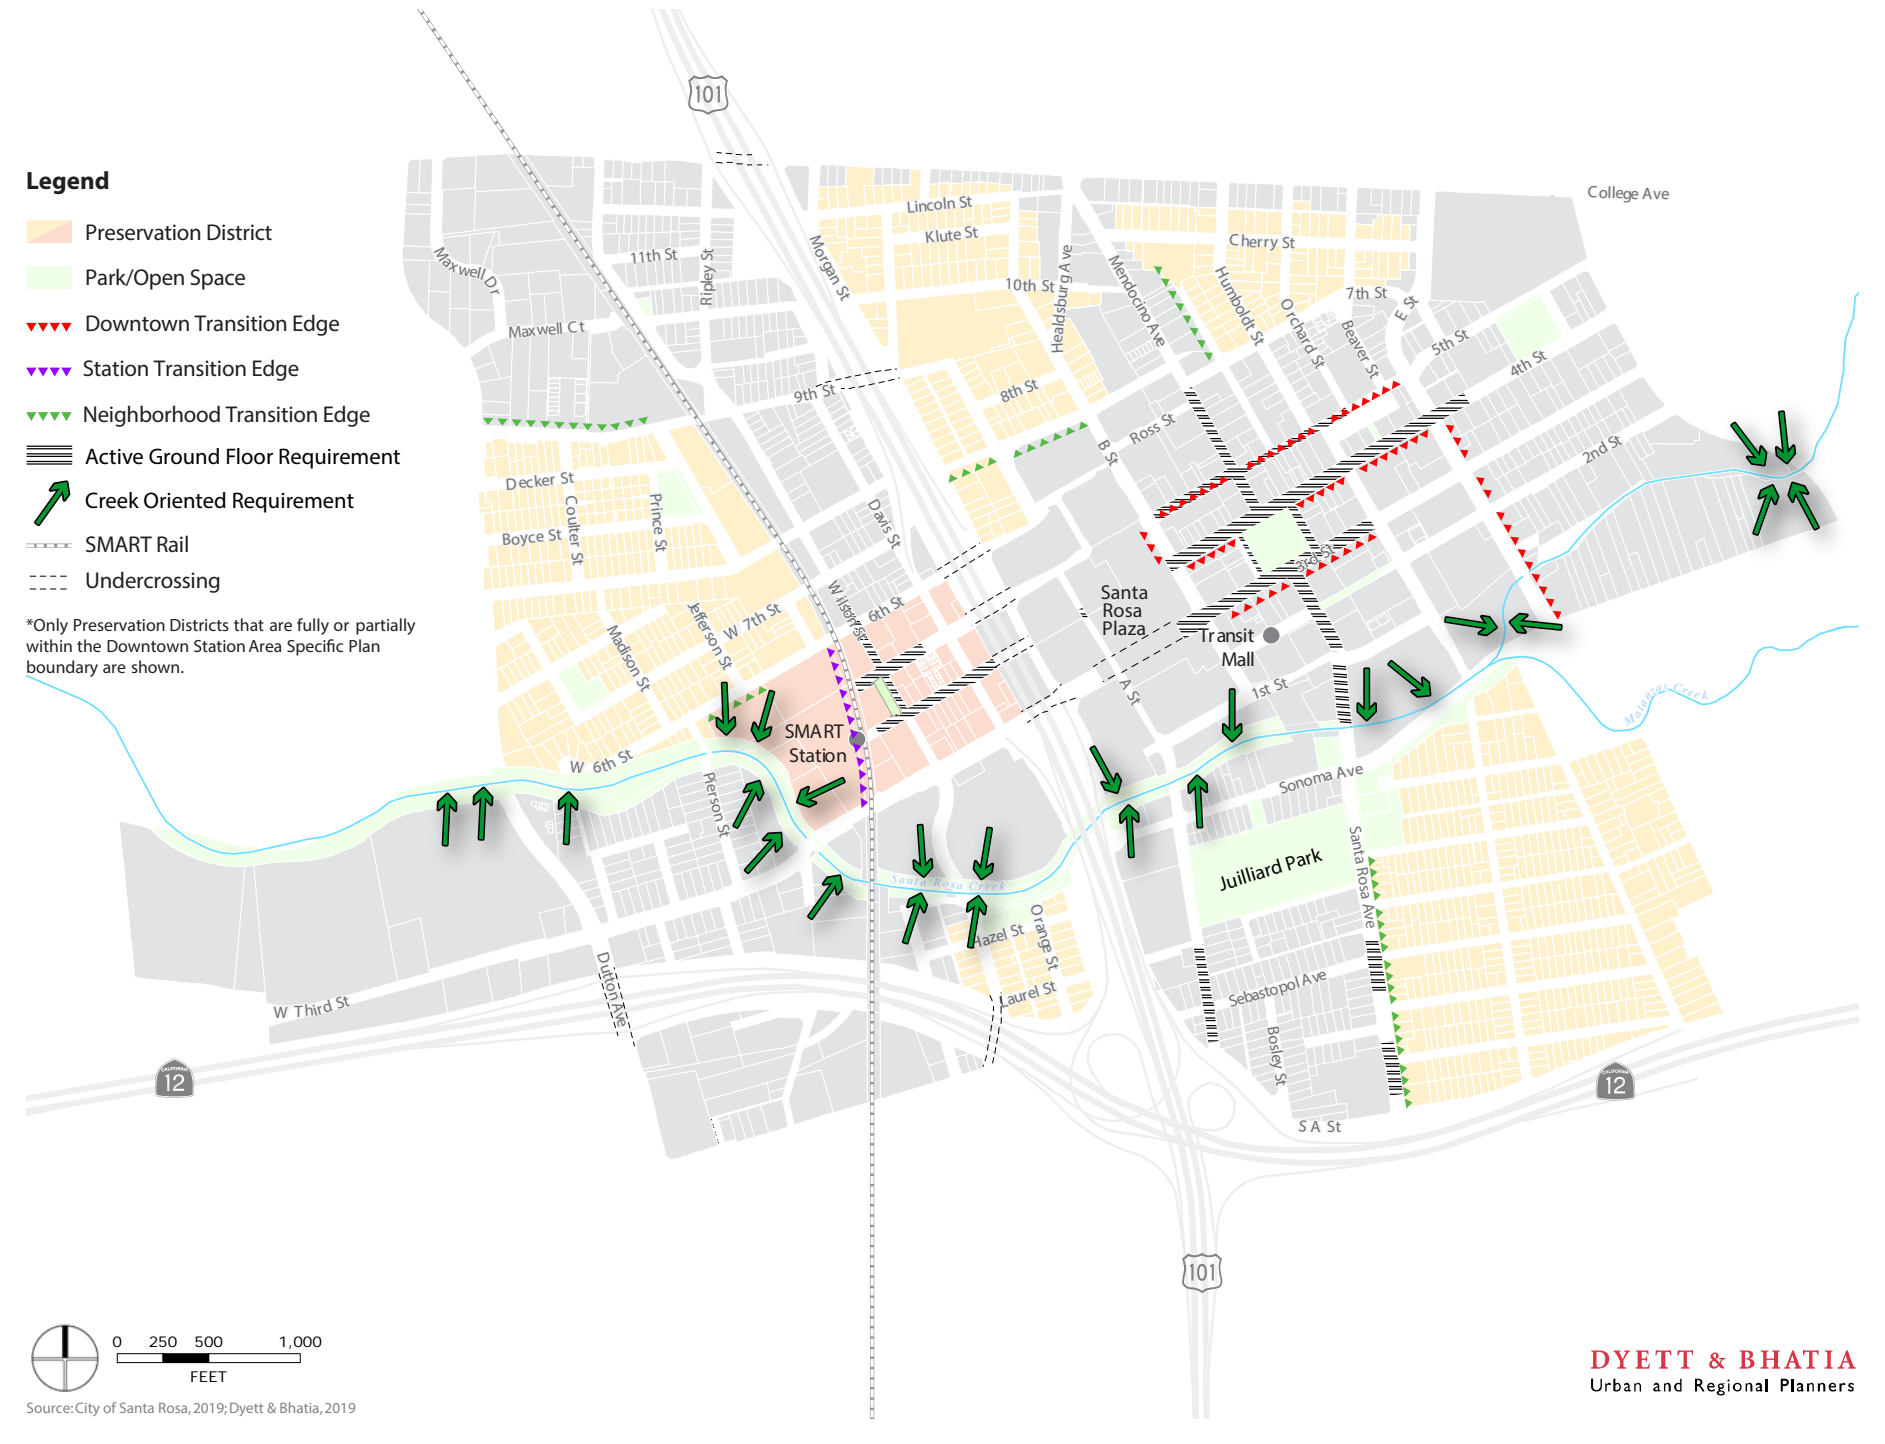 101
Legend
Preservation District
Park/Open Space
Downtown Transition Edge
Station Transition Edge
Neighborhood Transition Edge
Active Ground Floor Requirement
Creek Oriented Requirement
SMART Rail
Undercrossing
*Only Preservation Districts that are fully or partially
within the Downtown Station Area Specific Plan
boundary are shown.
College Ave
Lincoln St
Klute St
Cherry St
11th St
Ripley St
Morgan St
Maxwell Dr
Maxwell Ct
10th St
Healdsburg Ave
Mendocino Ave
Humboldt St
Orchard St
7th St
Beaver St
E St
5th St
4th St
9th St
8th St
Ross St
B St
2nd St
Decker St
Coulter St
Prince St
Boyce St
Davis St
3rd St
Wilson St
6th St
Jefferson St
W 7th St
Madison St
Santa
Rosa
Plaza
Transit
Mall
A St
1st St
Matanzas Creek
SMART
Station
W 6th St
Pierson St
Sonoma Ave
Santa Rosa Creek
Juilliard Park
Santa Rosa Ave
Hazel St
Orange St
Laurel St
Sebastopol Ave
Bosley St
Dutton Ave
W Third St
CALIFORNIA
12
CALIFORNIA
12
S A St
101
0 250 500 1,000
FEET
Source: City of Santa Rosa, 2019; Dyett & Bhatia, 2019
DYETT & BHATIA
Urban and Regional Planners